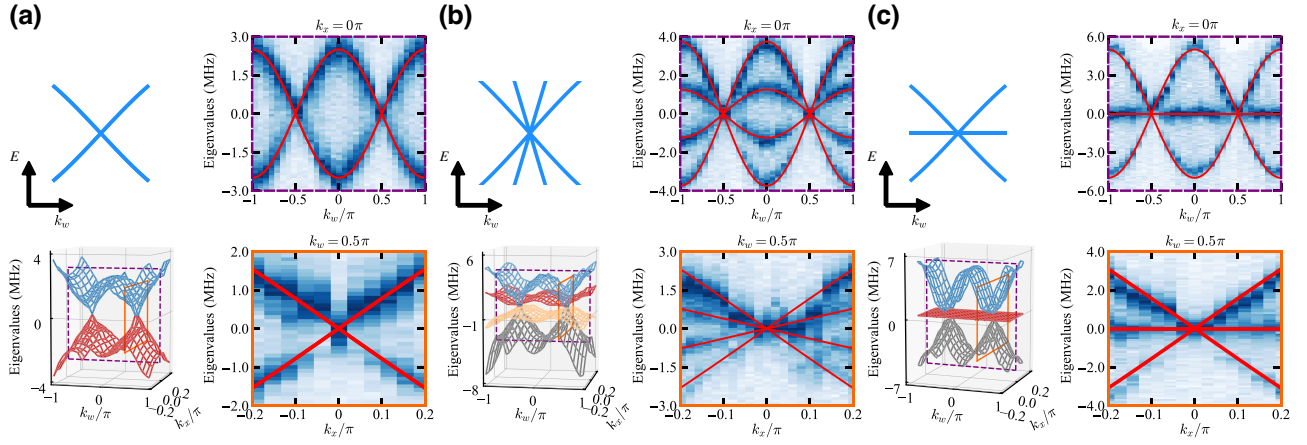 (a)
E
k_w
k_x = 0π
Eigenvalues (MHz)
3.0
1.5
0.0
−1.5
−3.0
−1
−0.5
0
0.5
1
k_w/π
Eigenvalues (MHz)
4
0
−4
−1
1
k_w/π
−0.2
0.0
0.2
k_x/π
k_w = 0.5π
Eigenvalues (MHz)
2.0
1.0
0.0
−1.0
−2.0
−0.2
−0.1
0
0.1
0.2
k_x/π
(b)
E
k_w
k_x = 0π
Eigenvalues (MHz)
4.0
2.0
0.0
−2.0
−4.0
−1
−0.5
0
0.5
1
k_w/π
Eigenvalues (MHz)
6
−1
−8
−1
1
k_w/π
−0.2
0.0
0.2
k_x/π
k_w = 0.5π
Eigenvalues (MHz)
3.0
1.5
0.0
−1.5
−3.0
−0.2
−0.1
0
0.1
0.2
k_x/π
(c)
E
k_w
k_x = 0π
Eigenvalues (MHz)
6.0
3.0
0.0
−3.0
−6.0
−1
−0.5
0
0.5
1
k_w/π
Eigenvalues (MHz)
7
0
−7
−1
1
k_w/π
−0.2
0.0
0.2
k_x/π
k_w = 0.5π
Eigenvalues (MHz)
4.0
2.0
0.0
−2.0
−4.0
−0.2
−0.1
0
0.1
0.2
k_x/π